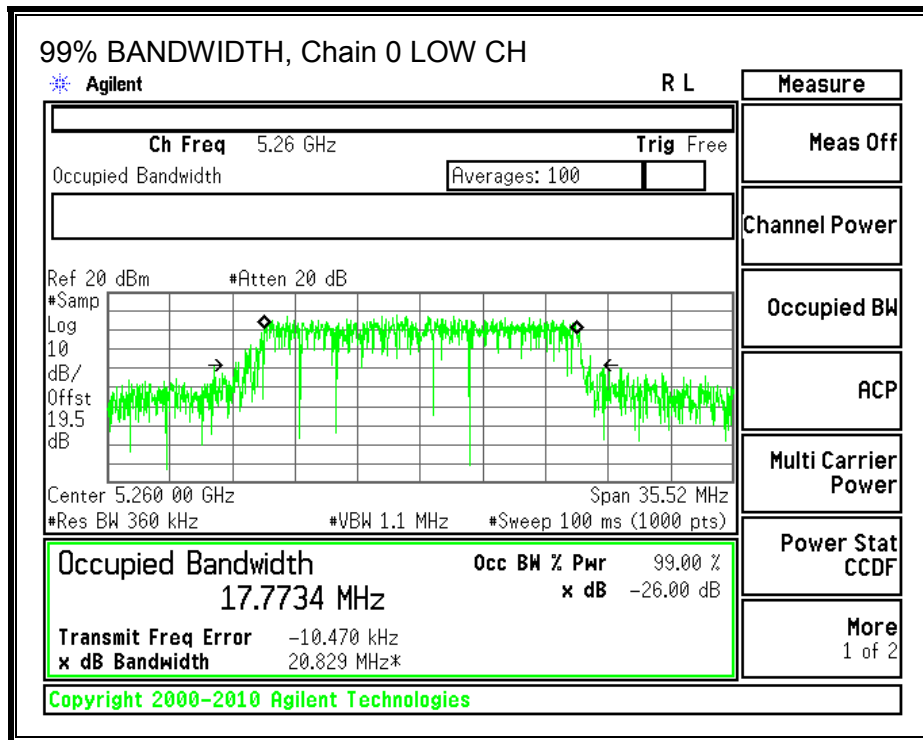 99% BANDWIDTH, Chain 0 LOW CH
Agilent R L
Ch Freq 5.26 GHz Trig Free
Occupied Bandwidth Averages: 100
Ref 20 dBm #Atten 20 dB
#Samp
Log
10
dB/
Offst
19.5
dB
Center 5.260 00 GHz Span 35.52 MHz
#Res BW 360 kHz #VBW 1.1 MHz #Sweep 100 ms (1000 pts)
Occupied Bandwidth Occ BW % Pwr 99.00 %
17.7734 MHz x dB -26.00 dB
Transmit Freq Error -10.470 kHz
x dB Bandwidth 20.829 MHz*
Copyright 2000-2010 Agilent Technologies
Measure
Meas Off
Channel Power
Occupied BW
ACP
Multi Carrier
Power
Power Stat
CCDF
More
1 of 2